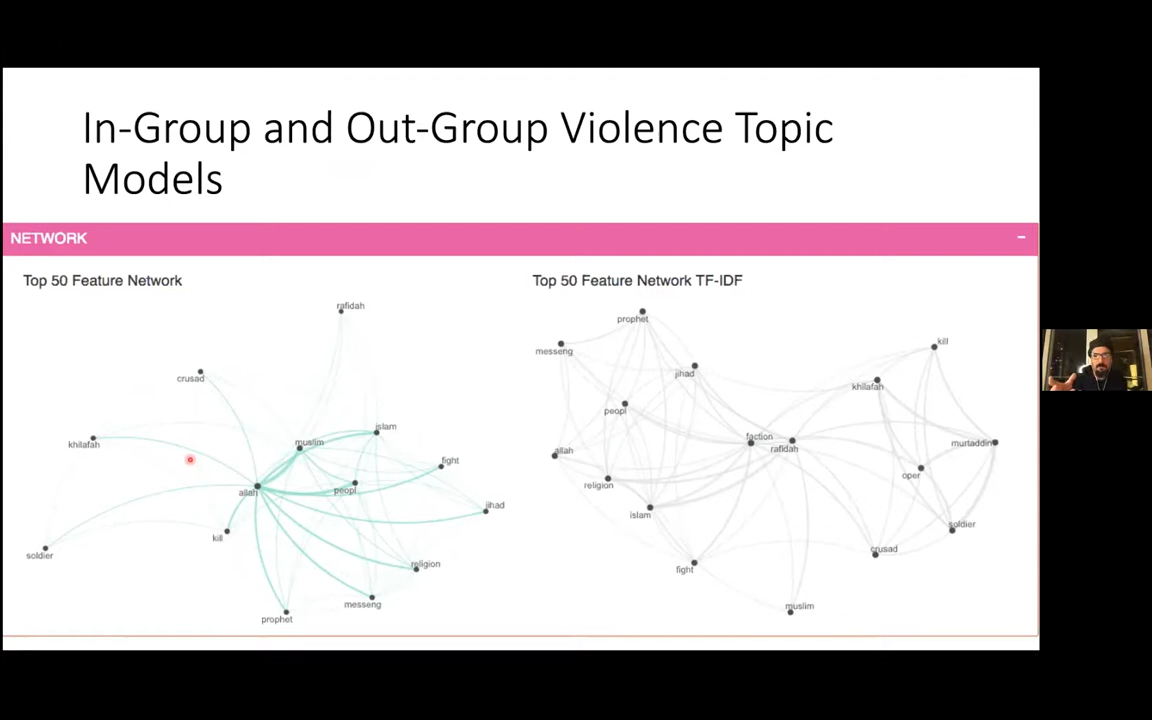 In-Group and Out-Group Violence Topic
Models
NETWORK
Top 50 Feature Network
rafidah
crusad
khilafah
muslim
islam
fight
allah
peopl
jihad
kill
soldier
religion
messeng
prophet
Top 50 Feature Network TF-IDF
prophet
messeng
kill
jihad
khilafah
peopl
faction
murtaddin
rafidah
allah
oper
religion
islam
soldier
crusad
fight
muslim